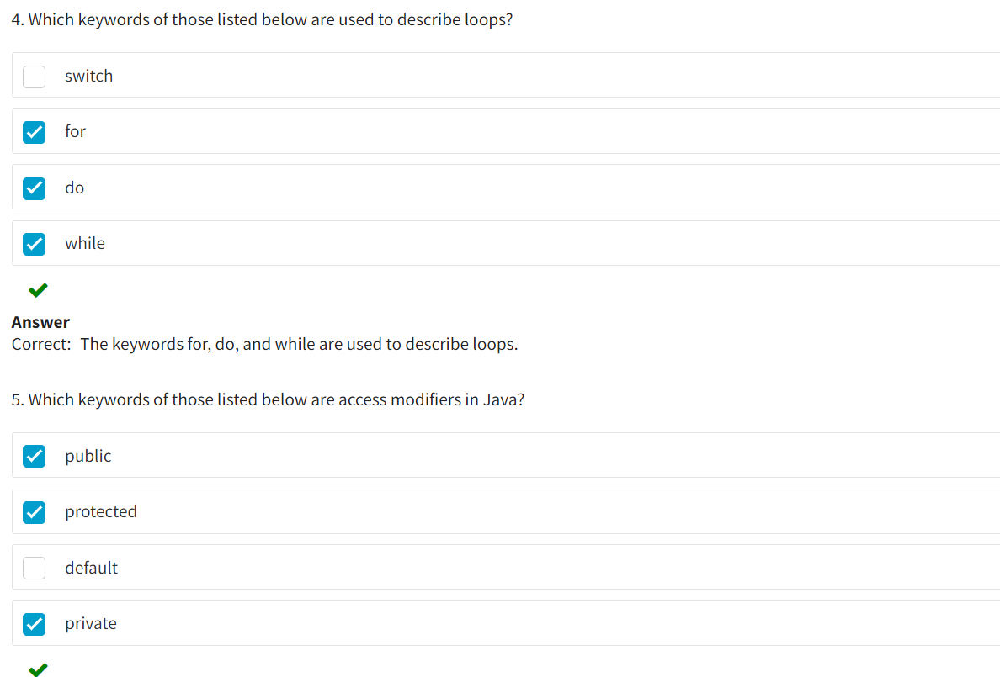 4. Which keywords of those listed below are used to describe loops?
switch
for
do
while
Answer
Correct: The keywords for, do, and while are used to describe loops.
5. Which keywords of those listed below are access modifiers in Java?
public
protected
default
private